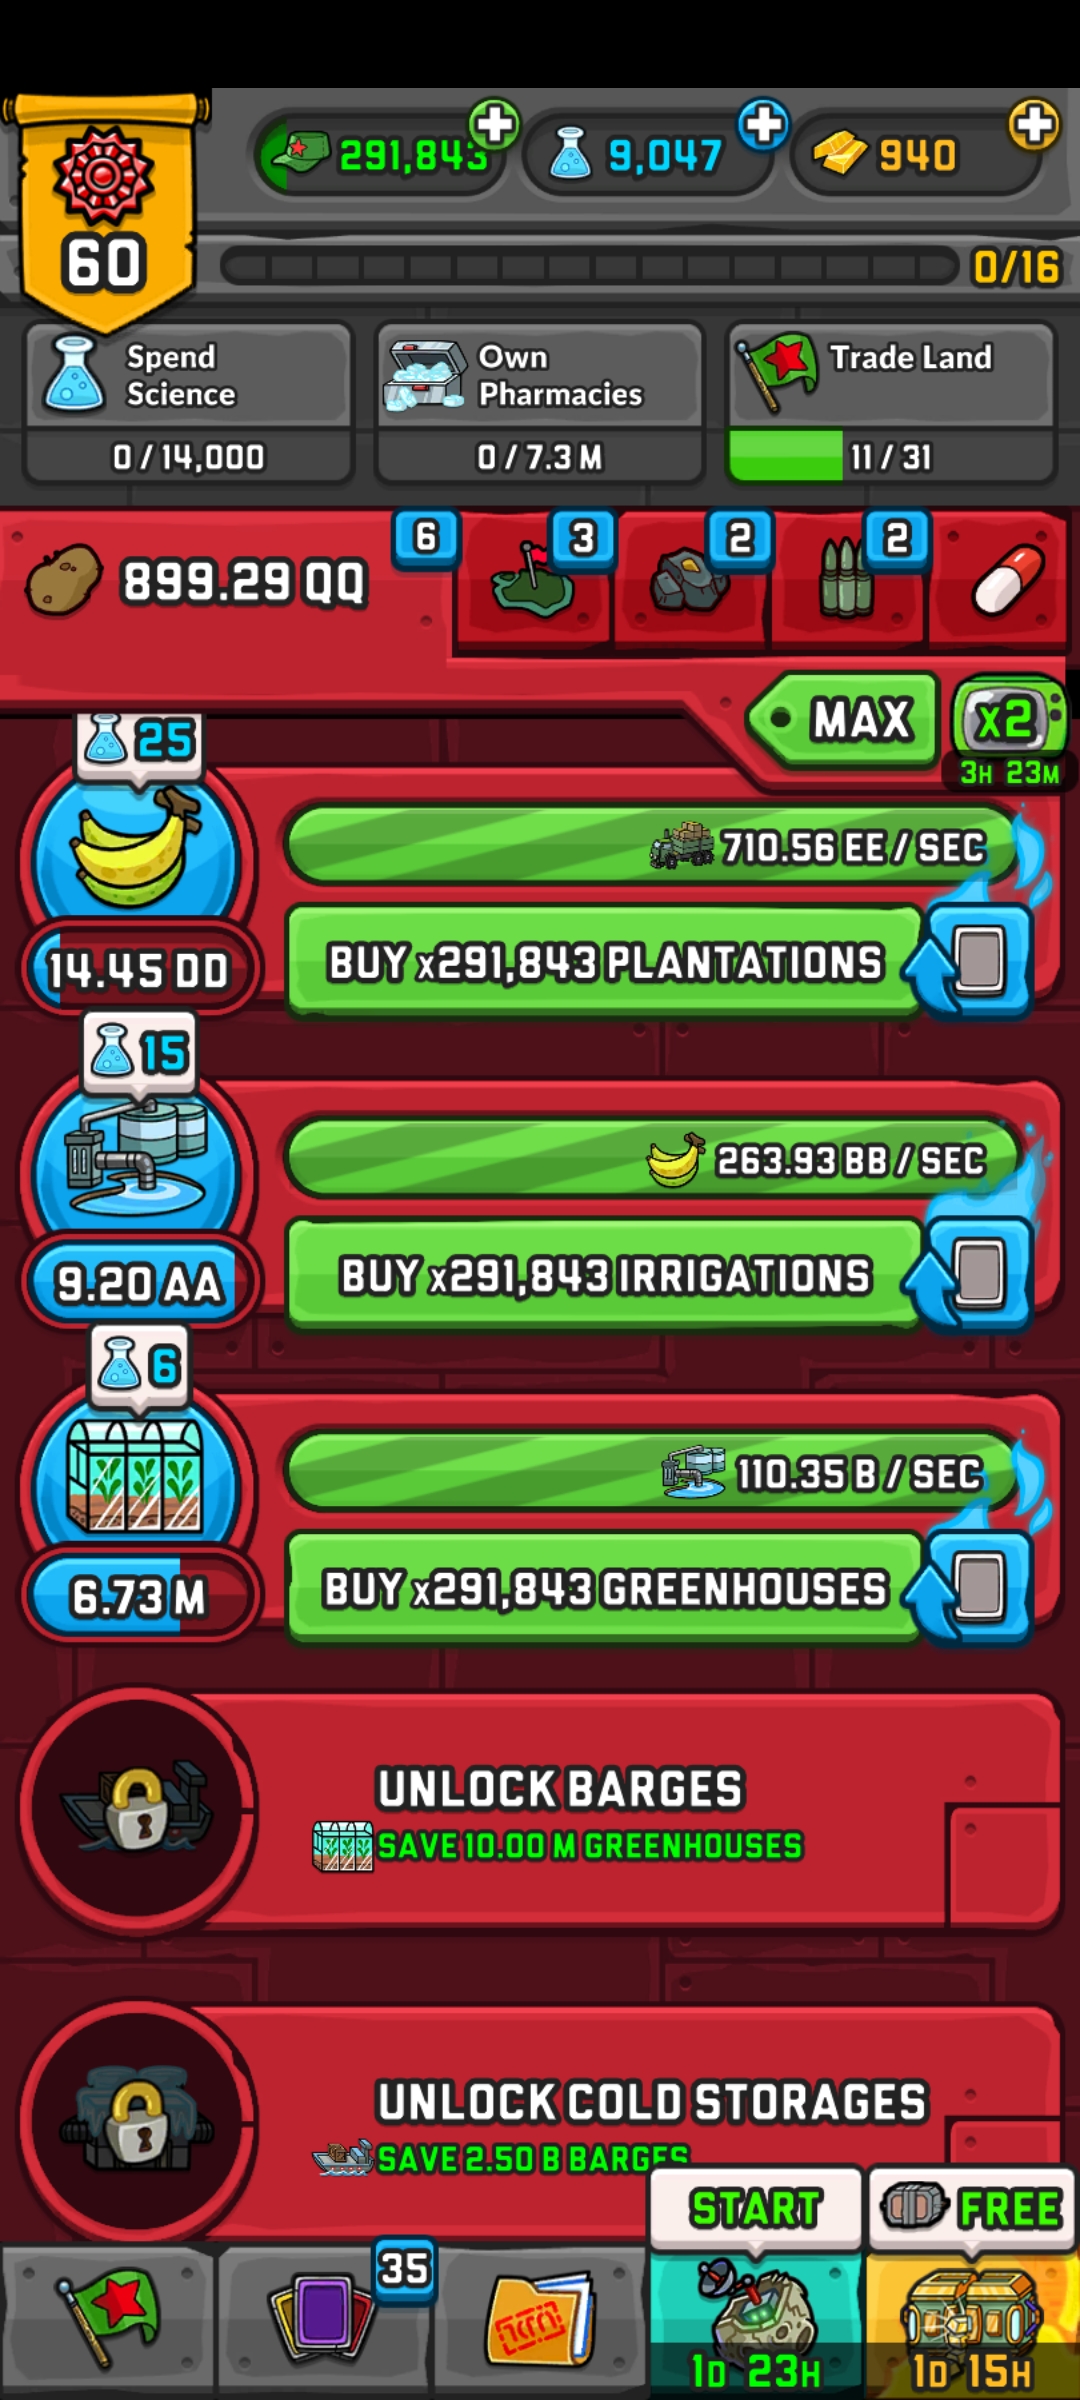 291,843
9,047
940
60
0/16
Spend
Science
0 / 14,000
Own
Pharmacies
0 / 7.3 M
Trade Land
11 / 31
899.29 QQ
6
3
2
2
MAX
x2
3H 23M
25
710.56 EE / SEC
14.45 DD
BUY x291,843 PLANTATIONS
15
263.93 BB / SEC
9.20 AA
BUY x291,843 IRRIGATIONS
6
110.35 B / SEC
6.73 M
BUY x291,843 GREENHOUSES
UNLOCK BARGES
SAVE 10.00 M GREENHOUSES
UNLOCK COLD STORAGES
SAVE 2.50 B BARGES
START
FREE
35
1D 23H
1D 15H